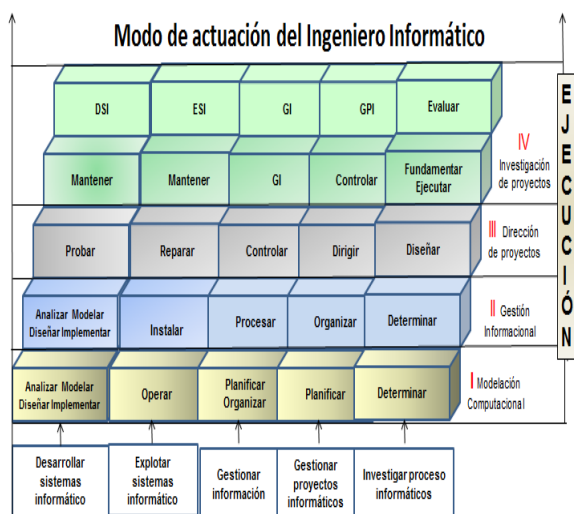 Modo de actuación del Ingeniero Informático
DSI
ESI
GI
GPI
Evaluar
Mantener
Mantener
GI
Controlar
Fundamentar
Ejecutar
IV
Investigación
de proyectos
Probar
Reparar
Controlar
Dirigir
Diseñar
III Dirección
de proyectos
Analizar Modelar
Diseñar Implementar
Instalar
Procesar
Organizar
Determinar
II Gestión
Informacional
Analizar Modelar
Diseñar Implementar
Operar
Planificar
Organizar
Planificar
Determinar
I Modelación
Computacional
EJECUCIÓN
Desarrollar
sistemas
informático
Explotar
sistemas
informático
Gestionar
información
Gestionar
proyectos
informáticos
Investigar proceso
informáticos